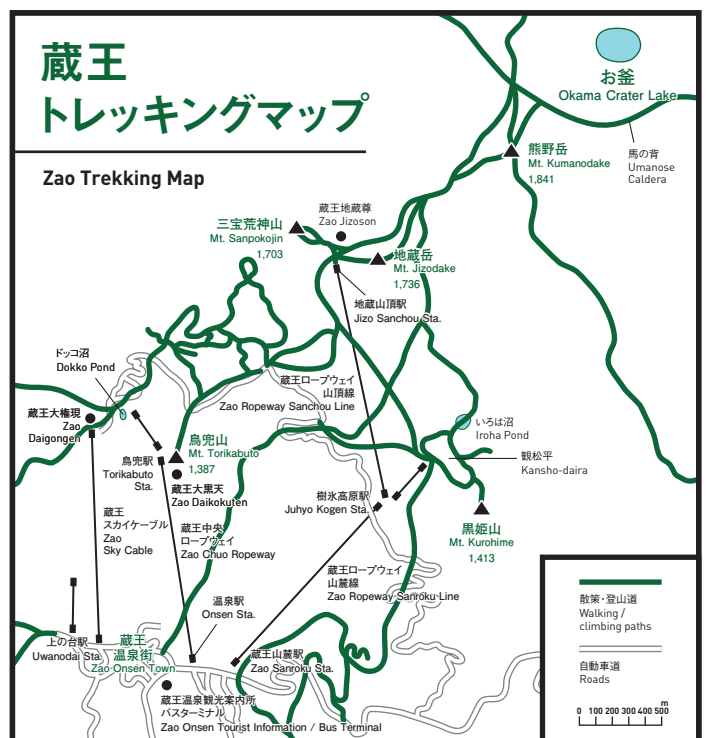 蔵王
トレッキングマップ
Zao Trekking Map
お釜
Okama Crater Lake
熊野岳
Mt. Kumanodake
1,841
馬の背
Umanose
Caldera
蔵王地蔵尊
Zao Jizoson
三宝荒神山
Mt. Sanpokojin
1,703
地蔵岳
Mt. Jizodake
1,736
地蔵山頂駅
Jizo Sanchou Sta.
ドッコ沼
Dokko Pond
蔵王ロープウェイ
山頂線
Zao Ropeway Sanchou Line
蔵王大権現
Zao
Daigongen
いろは沼
Iroha Pond
鳥兜山
Mt. Torikabuto
1,387
観松平
Kansho-daira
鳥兜駅
Torikabuto
Sta.
蔵王大黒天
Zao Daikokuten
樹氷高原駅
Juhyo Kogen Sta.
蔵王
スカイケーブル
Zao
Sky Cable
蔵王中央
ロープウェイ
Zao Chuo Ropeway
黒姫山
Mt. Kurohime
1,413
蔵王ロープウェイ
山麓線
Zao Ropeway Sanroku Line
温泉駅
Onsen Sta.
上の台駅
Uwanodai Sta.
蔵王
温泉街
Zao Onsen Town
蔵王山麓駅
Zao Sanroku Sta.
蔵王温泉観光案内所
バスターミナル
Zao Onsen Tourist Information / Bus Terminal
散策・登山道
Walking /
climbing paths
自動車道
Roads
m
0 100 200 300 400 500